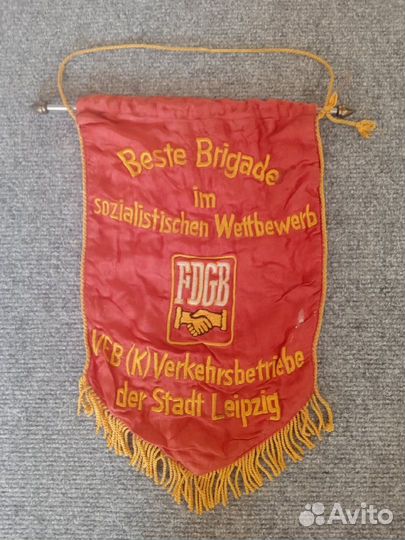 Beste Brigade
im
sozialistischen Wettbewerb
FDGB
VEB (K) Verkehrsbetriebe
der Stadt Leipzig
Avito